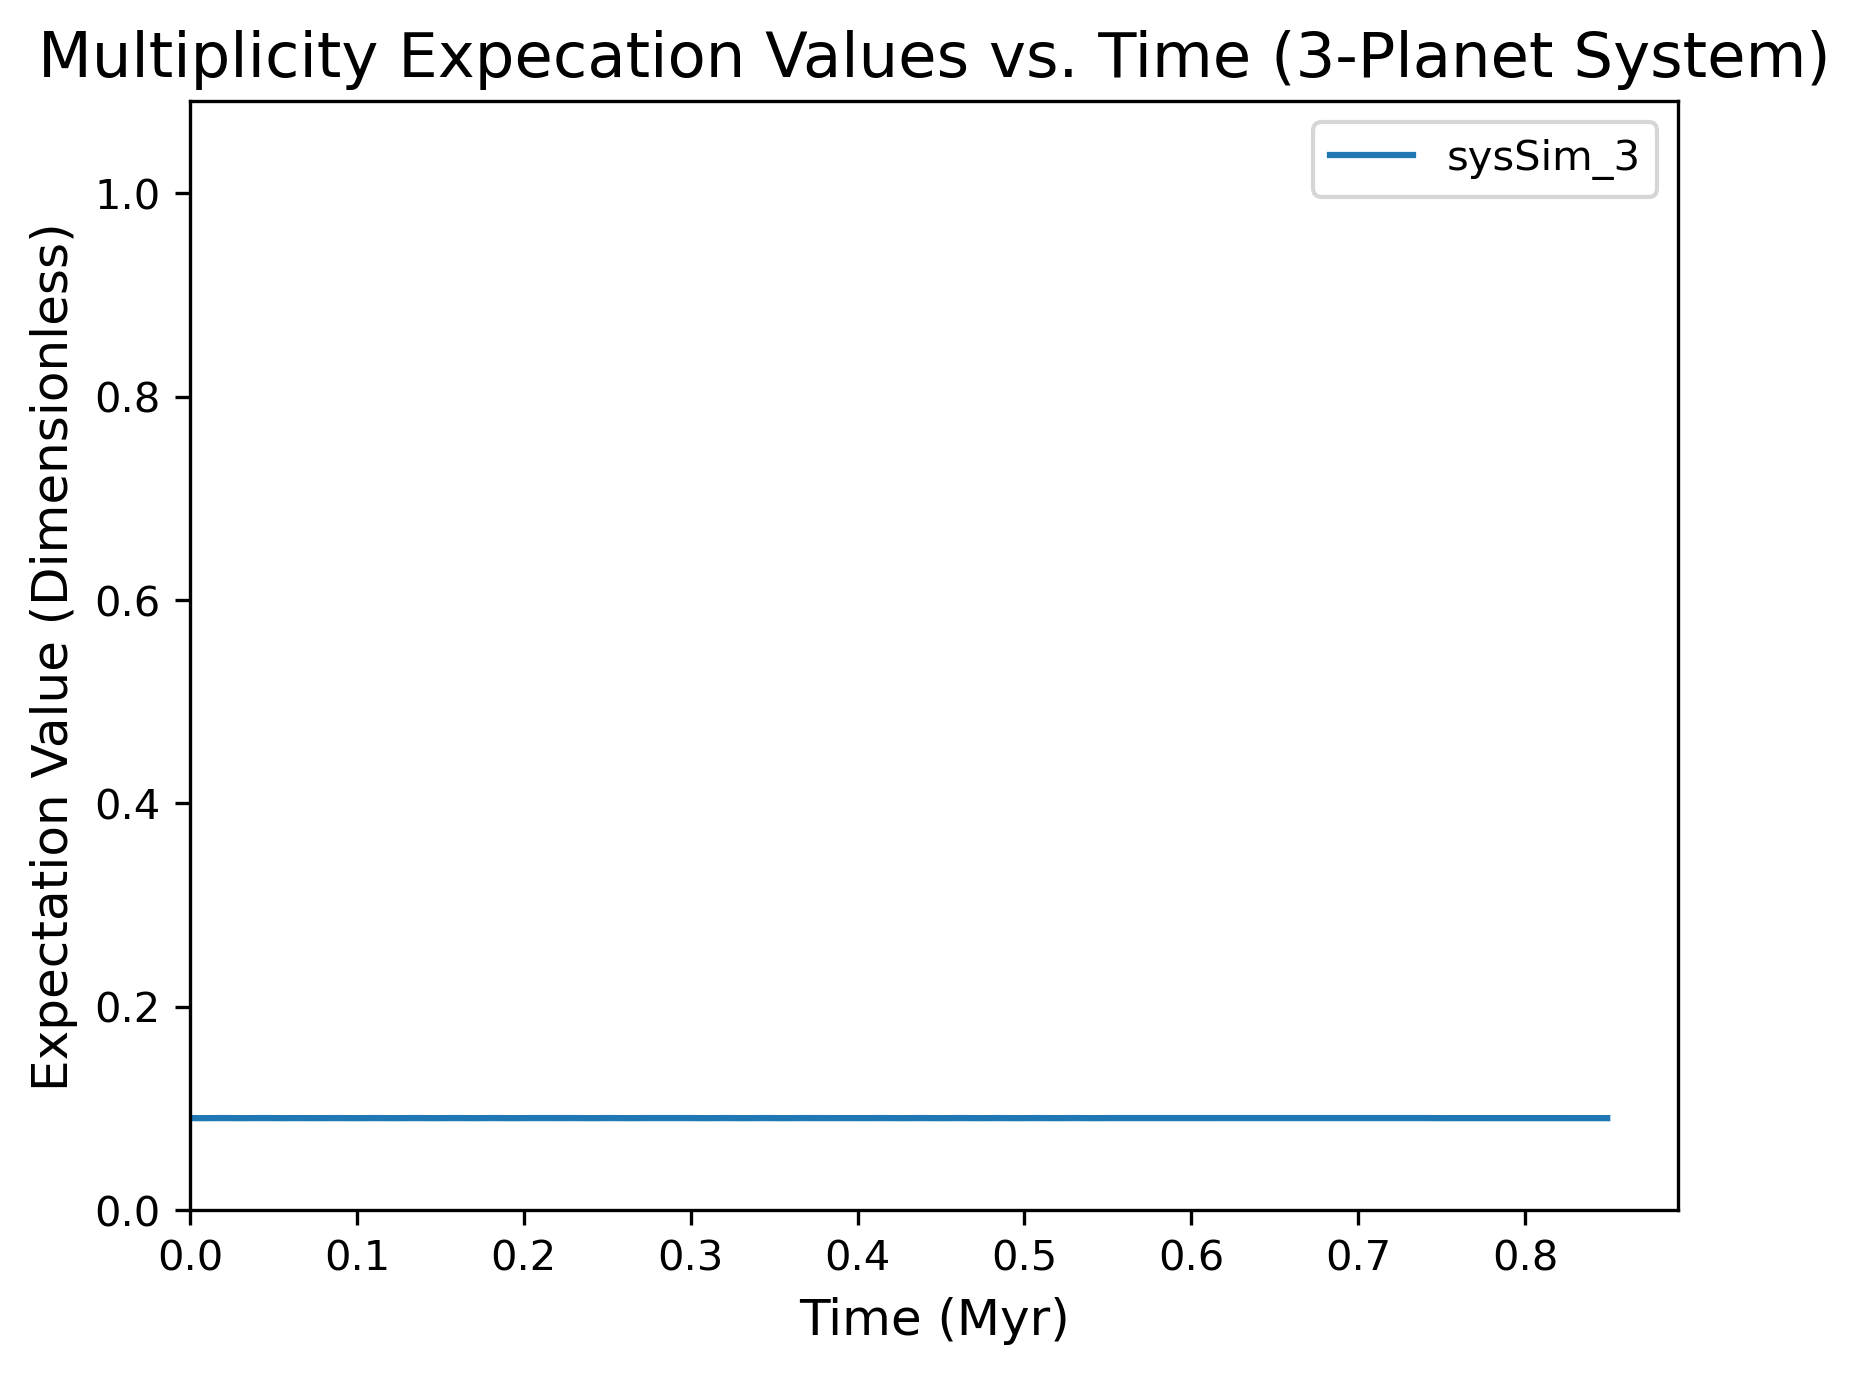 Multiplicity Expecation Values vs. Time (3-Planet System)
sysSim_3
Expectation Value (Dimensionless)
1.0
0.8
0.6
0.4
0.2
0.0
0.0 0.1 0.2 0.3 0.4 0.5 0.6 0.7 0.8
Time (Myr)